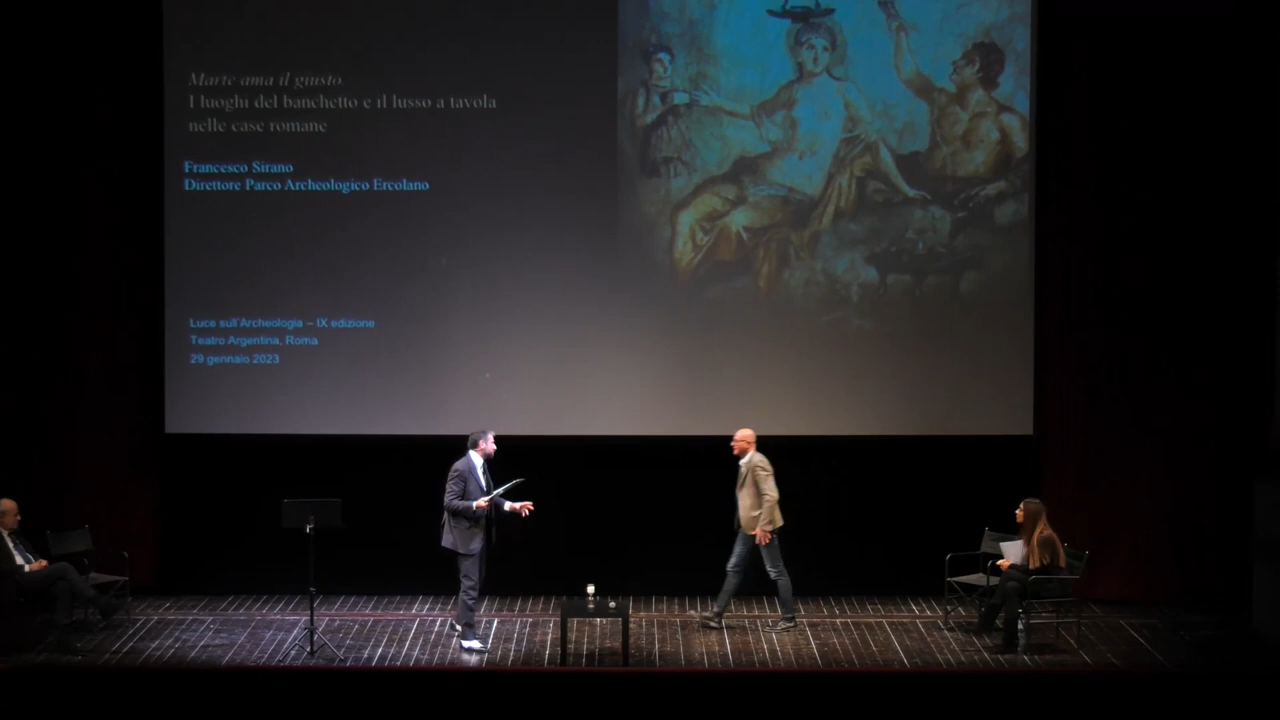 Marte ama il giusto
I luoghi del banchetto e il lusso a tavola
nelle case romane
Francesco Sirano
Direttore Parco Archeologico Ercolano
Luce sull'Archeologia – IX edizione
Teatro Argentina, Roma
29 gennaio 2023